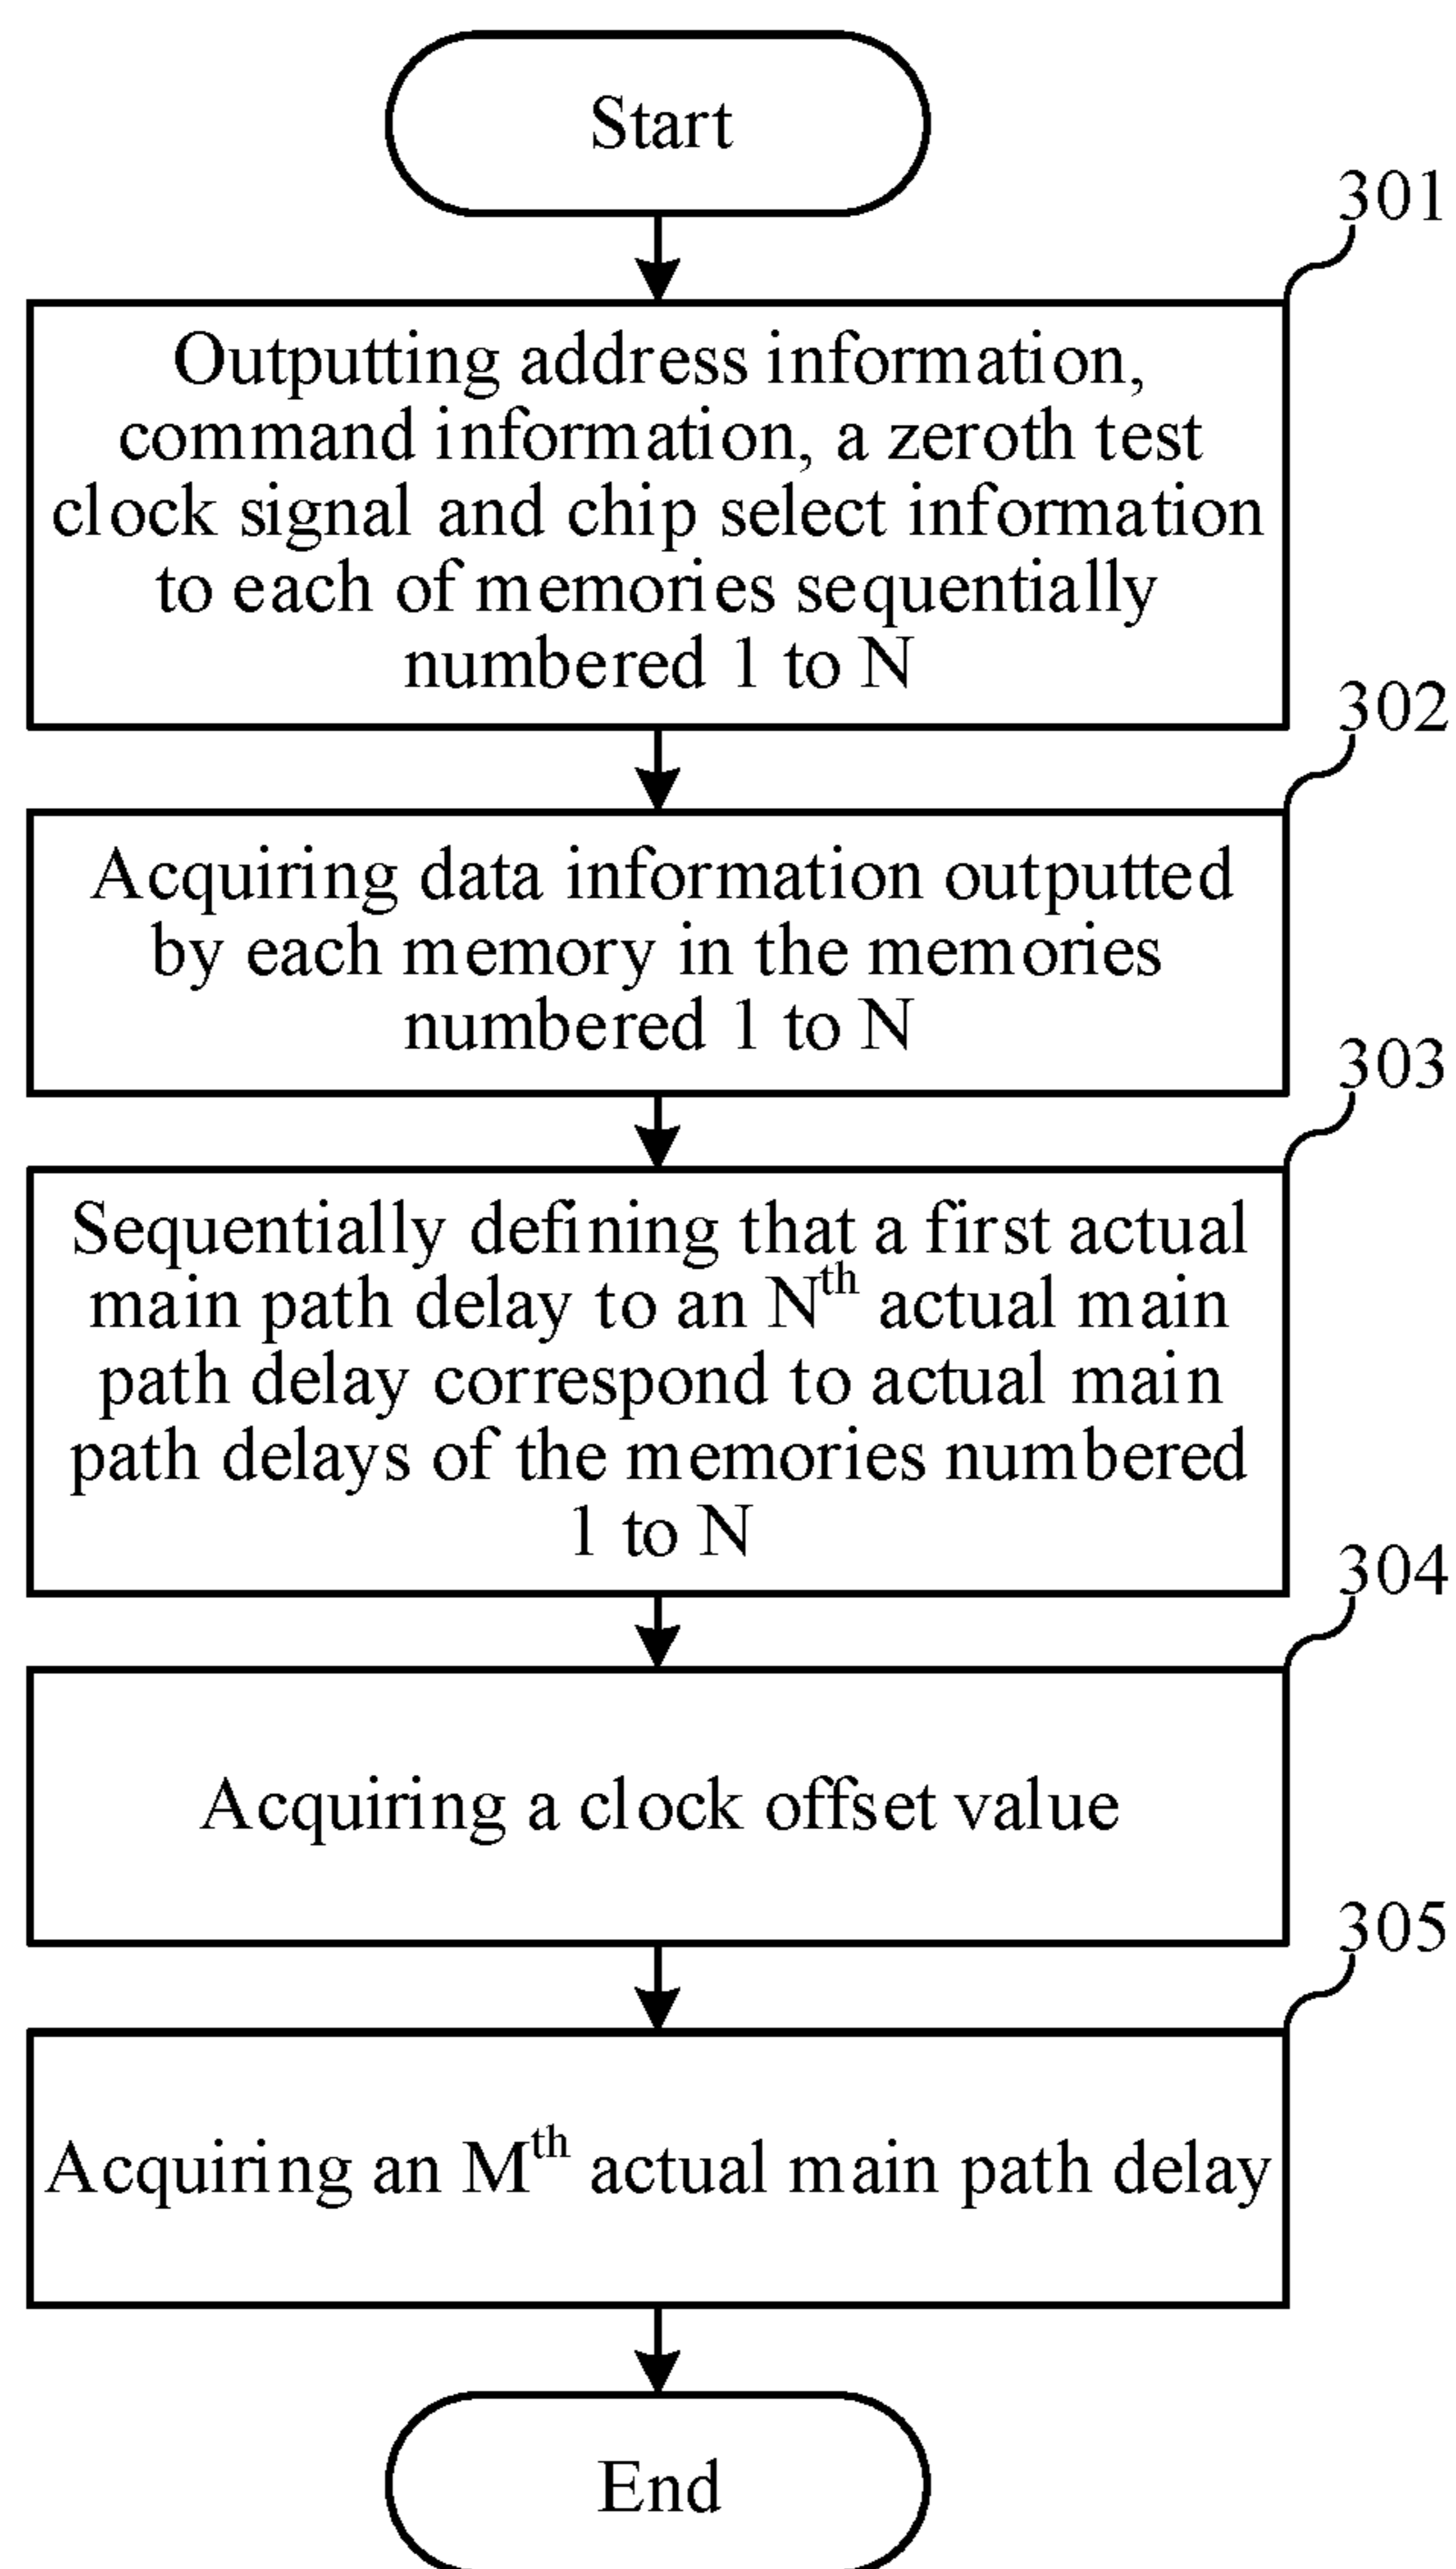 Start
301
Outputting address information,
command information, a zeroth test
clock signal and chip select information
to each of memories sequentially
numbered 1 to N
302
Acquiring data information outputted
by each memory in the memories
numbered 1 to N
303
Sequentially defining that a first actual
main path delay to an Nth actual main
path delay correspond to actual main
path delays of the memories numbered
1 to N
304
Acquiring a clock offset value
305
Acquiring an Mth actual main path delay
End